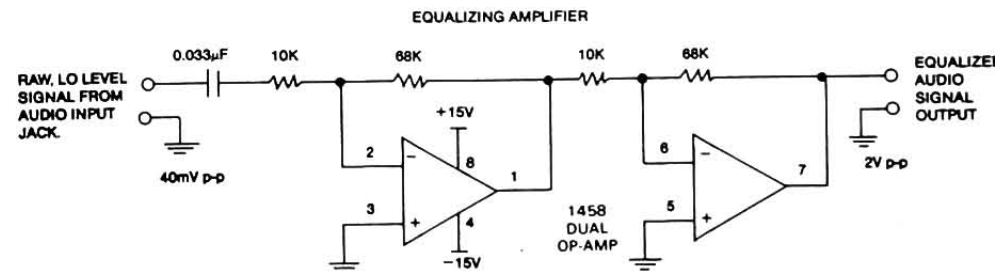 EQUALIZING AMPLIFIER
0.033µF
10K
68K
10K
68K
RAW, LO LEVEL
SIGNAL FROM
AUDIO INPUT
JACK.
40mV p-p
+15V
2
8
1
3
4
-15V
1458
DUAL
OP-AMP
6
7
5
EQUALIZED
AUDIO
SIGNAL
OUTPUT
2V p-p